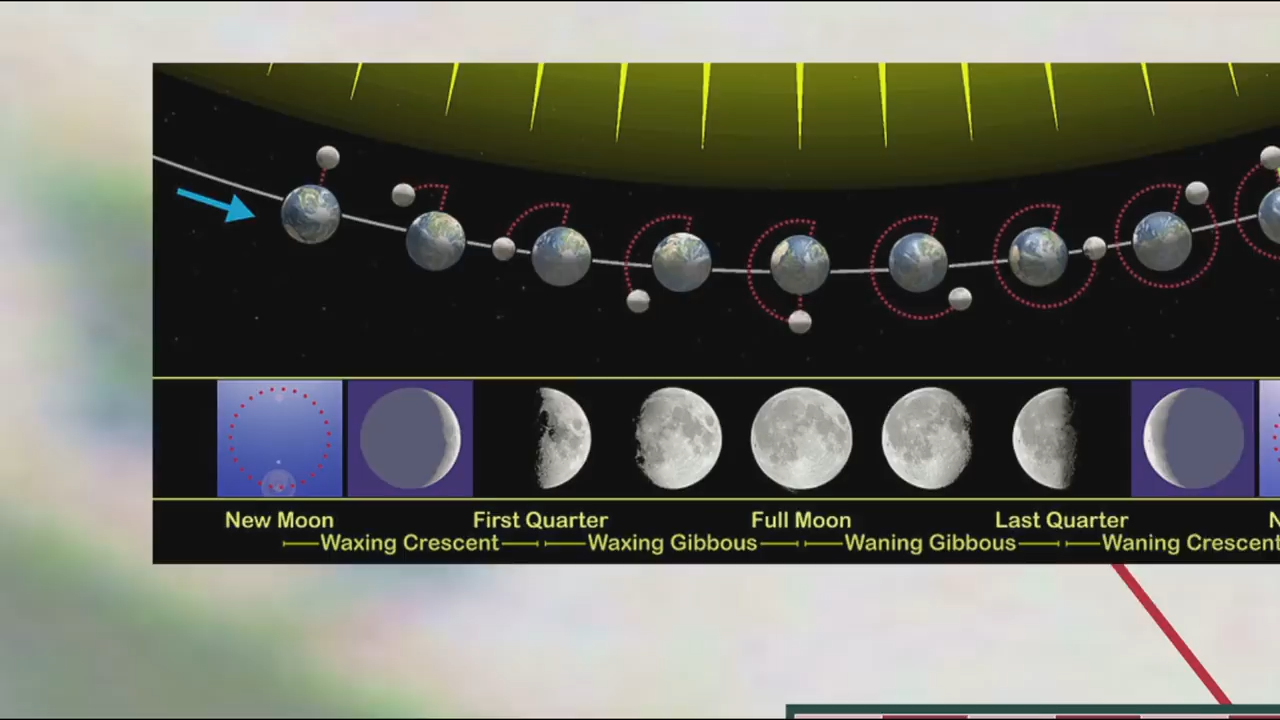 New Moon First Quarter Full Moon Last Quarter
Waxing Crescent Waxing Gibbous Waning Gibbous Waning Crescent